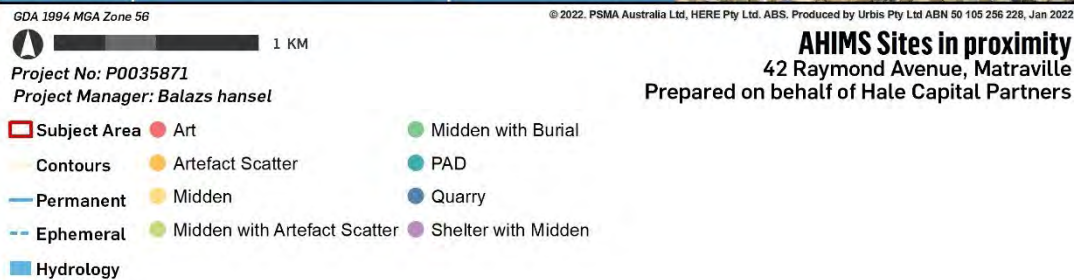 GDA 1994 MGA Zone 56
© 2022. PSMA Australia Ltd, HERE Pty Ltd. ABS. Produced by Urbis Pty Ltd ABN 50 105 256 228, Jan 2022
1 KM
Project No: P0035871
Project Manager: Balazs hansel
AHIMS Sites in proximity
42 Raymond Avenue, Matraville
Prepared on behalf of Hale Capital Partners
Subject Area
Contours
Permanent
Ephemeral
Hydrology
Art
Artefact Scatter
Midden
Midden with Artefact Scatter
Midden with Burial
PAD
Quarry
Shelter with Midden